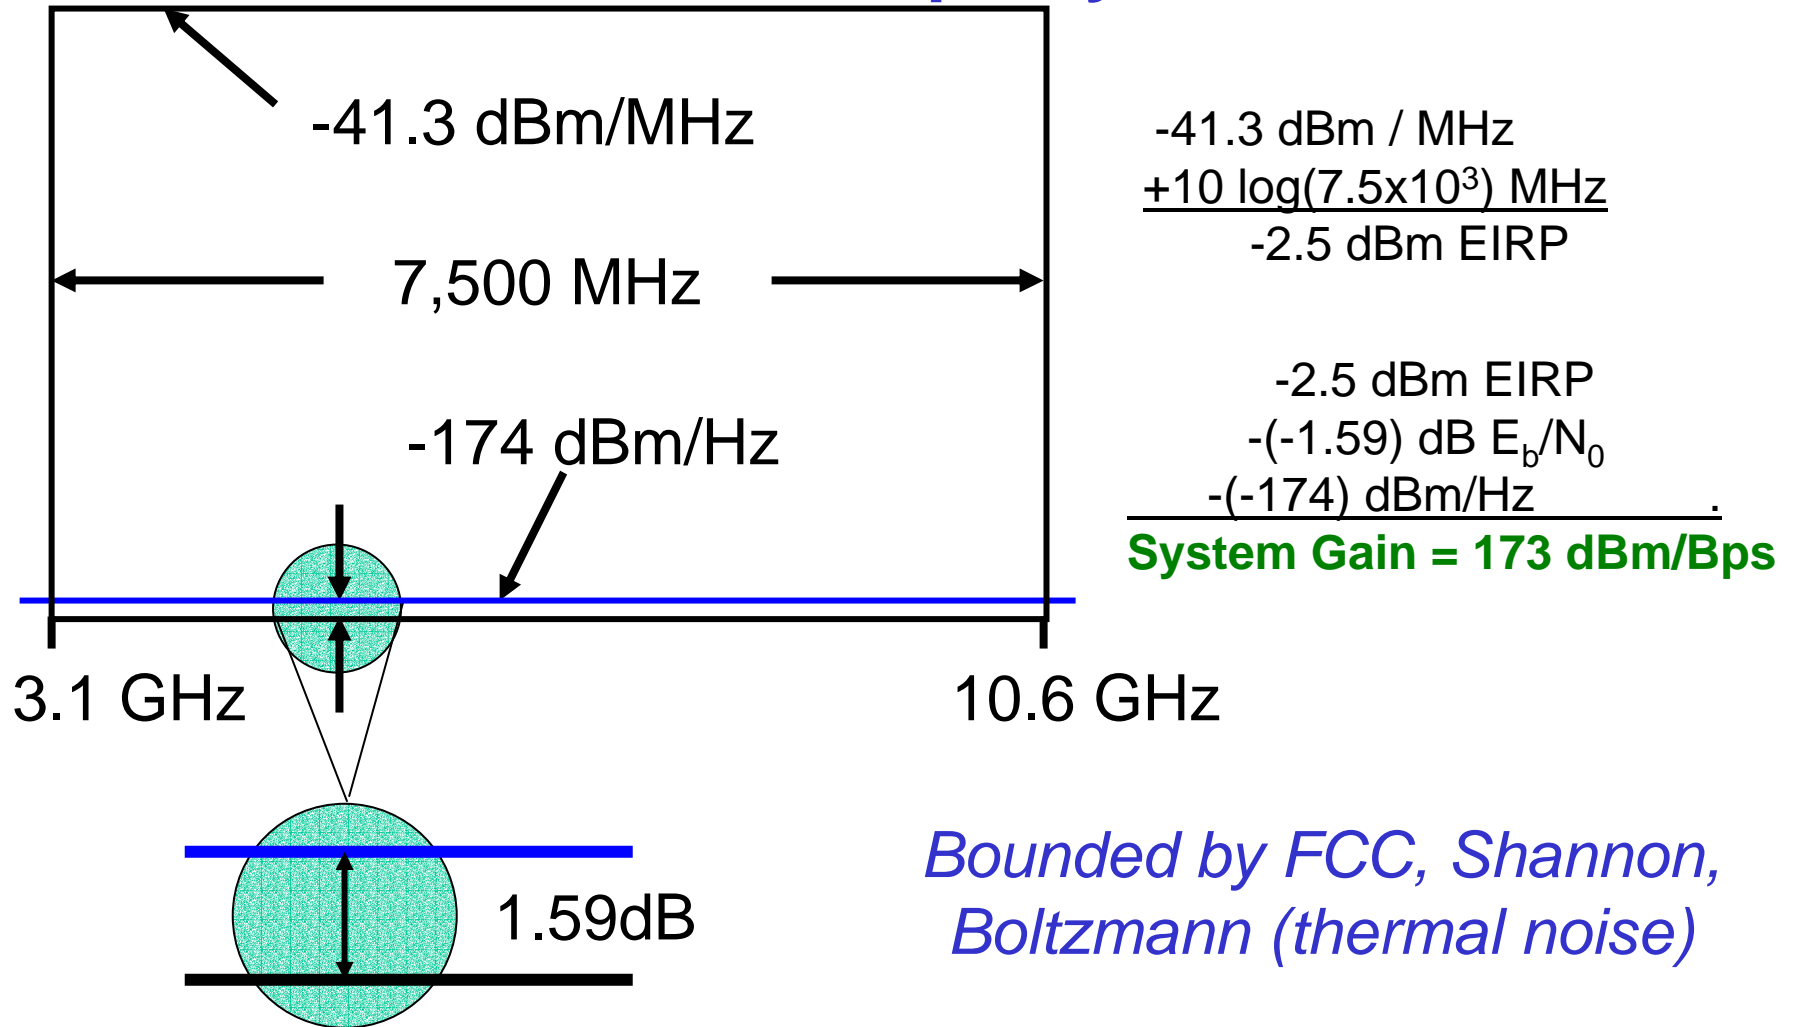 -41.3 dBm/MHz
7,500 MHz
-174 dBm/Hz
3.1 GHz
10.6 GHz
1.59dB
-41.3 dBm / MHz
+10 log(7.5x10³) MHz
-2.5 dBm EIRP
-2.5 dBm EIRP
-(-1.59) dB E_b/N_0
-(-174) dBm/Hz .
System Gain = 173 dBm/Bps
Bounded by FCC, Shannon,
Boltzmann (thermal noise)